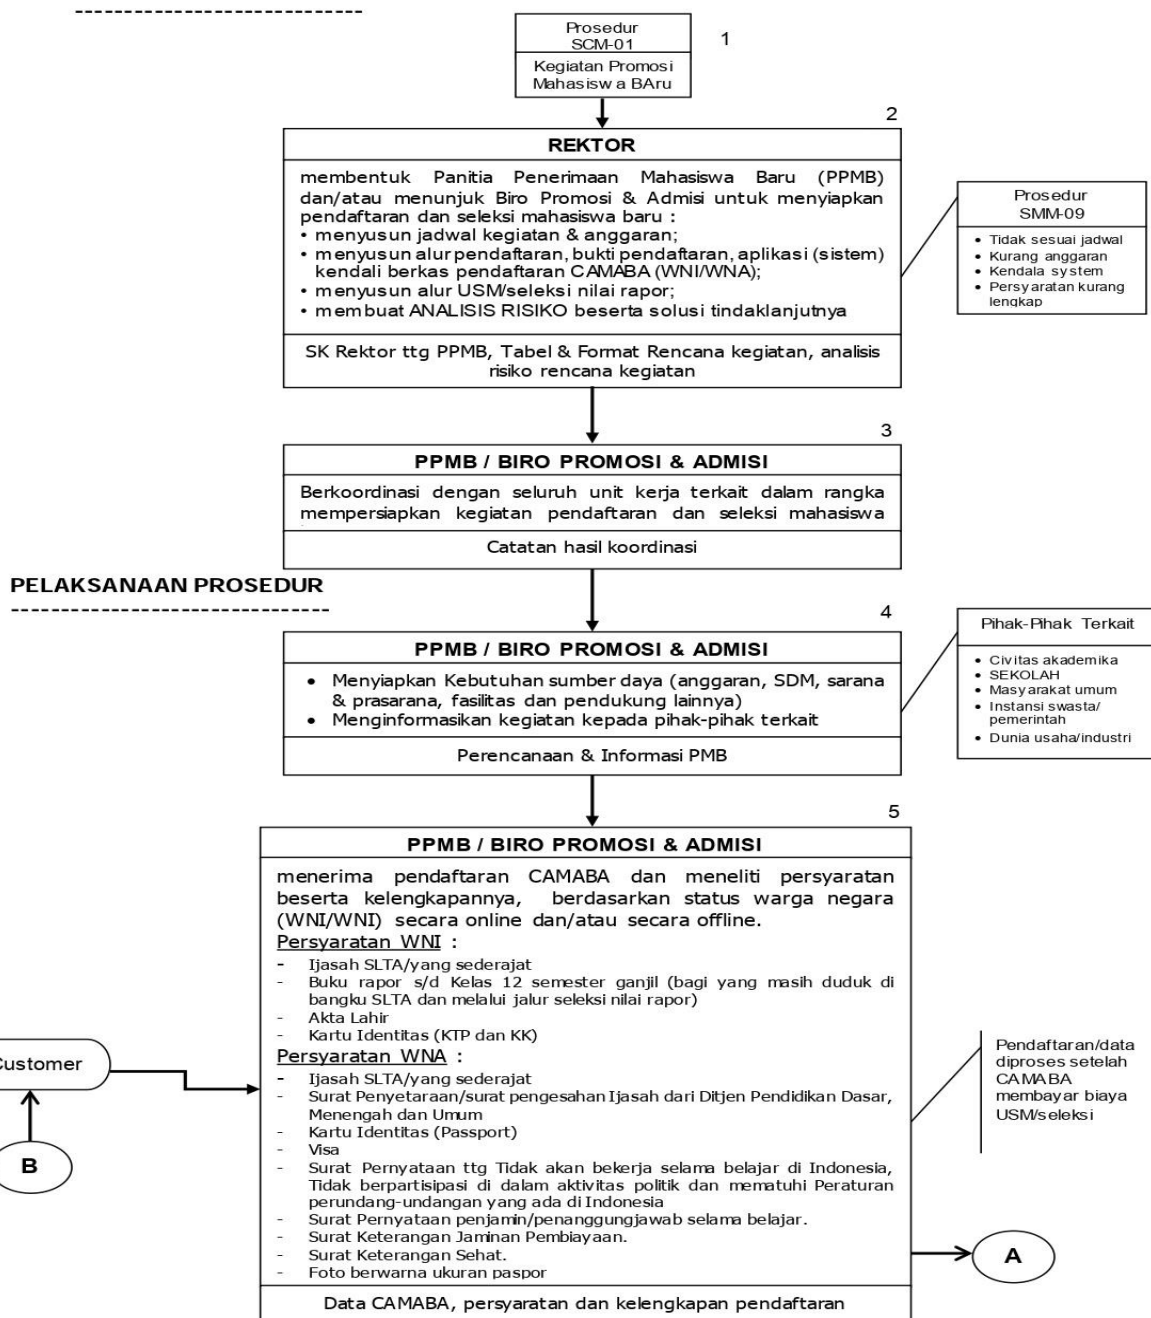 Prosedur
SCM-01
1
Kegiatan Promosi
Mahasiswa BAru
2
REKTOR
membentuk Panitia Penerimaan Mahasiswa Baru (PPMB)
dan/atau menunjuk Biro Promosi & Admisi untuk menyiapkan
pendaftaran dan seleksi mahasiswa baru :
• menyusun jadwal kegiatan & anggaran;
• menyusun alur pendaftaran, bukti pendaftaran, aplikasi (sistem)
kendali berkas pendaftaran CAMABA (WNI/WNA);
• menyusun alur USM/seleksi nilai rapor;
• membuat ANALISIS RISIKO beserta solusi tindaklanjutnya
SK Rektor ttg PPMB, Tabel & Format Rencana kegiatan, analisis
risiko rencana kegiatan
Prosedur
SMM-09
• Tidak sesuai jadwal
• Kurang anggaran
• Kendala system
• Persyaratan kurang
lengkap
3
PPMB / BIRO PROMOSI & ADMISI
Berkoordinasi dengan seluruh unit kerja terkait dalam rangka
mempersiapkan kegiatan pendaftaran dan seleksi mahasiswa
Catatan hasil koordinasi
PELAKSANAAN PROSEDUR
4
PPMB / BIRO PROMOSI & ADMISI
• Menyiapkan Kebutuhan sumber daya (anggaran, SDM, sarana
& prasarana, fasilitas dan pendukung lainnya)
• Menginformasikan kegiatan kepada pihak-pihak terkait
Perencanaan & Informasi PMB
Pihak-Pihak Terkait
• Civitas akademika
• SEKOLAH
• Masyarakat umum
• Instansi swasta/
pemerintah
• Dunia usaha/industri
5
PPMB / BIRO PROMOSI & ADMISI
menerima pendaftaran CAMABA dan meneliti persyaratan
beserta kelengkapannya, berdasarkan status warga negara
(WNI/WNI) secara online dan/atau secara offline.
Persyaratan WNI :
- Ijasah SLTA/yang sederajat
- Buku rapor s/d Kelas 12 semester ganjil (bagi yang masih duduk di
bangku SLTA dan melalui jalur seleksi nilai rapor)
- Akta Lahir
- Kartu Identitas (KTP dan KK)
Persyaratan WNA :
- Ijasah SLTA/yang sederajat
- Surat Penyetaraan/surat pengesahan Ijasah dari Ditjen Pendidikan Dasar,
Menengah dan Umum
- Kartu Identitas (Passport)
- Visa
- Surat Pernyataan ttg Tidak akan bekerja selama belajar di Indonesia,
Tidak berpartisipasi di dalam aktivitas politik dan mematuhi Peraturan
perundang-undangan yang ada di Indonesia
- Surat Pernyataan penjamin/penanggungjawab selama belajar.
- Surat Keterangan Jaminan Pembiayaan.
- Surat Keterangan Sehat.
- Foto berwarna ukuran paspor
Data CAMABA, persyaratan dan kelengkapan pendaftaran
Customer
B
Pendaftaran/data
diproses setelah
CAMABA
membayar biaya
USM/seleksi
A